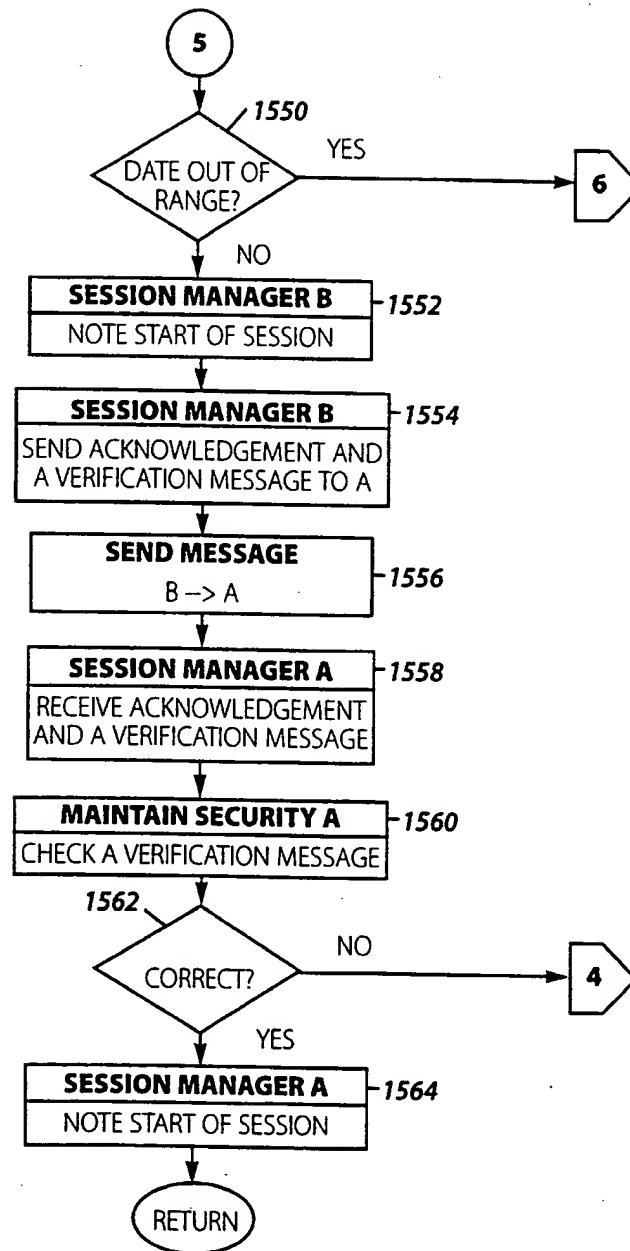 5
1550
DATE OUT OF
RANGE?
YES
6
NO
SESSION MANAGER B
1552
NOTE START OF SESSION
SESSION MANAGER B
1554
SEND ACKNOWLEDGEMENT AND
A VERIFICATION MESSAGE TO A
SEND MESSAGE
B --> A
1556
SESSION MANAGER A
1558
RECEIVE ACKNOWLEDGEMENT
AND A VERIFICATION MESSAGE
MAINTAIN SECURITY A
1560
CHECK A VERIFICATION MESSAGE
1562
CORRECT?
NO
4
YES
SESSION MANAGER A
1564
NOTE START OF SESSION
RETURN